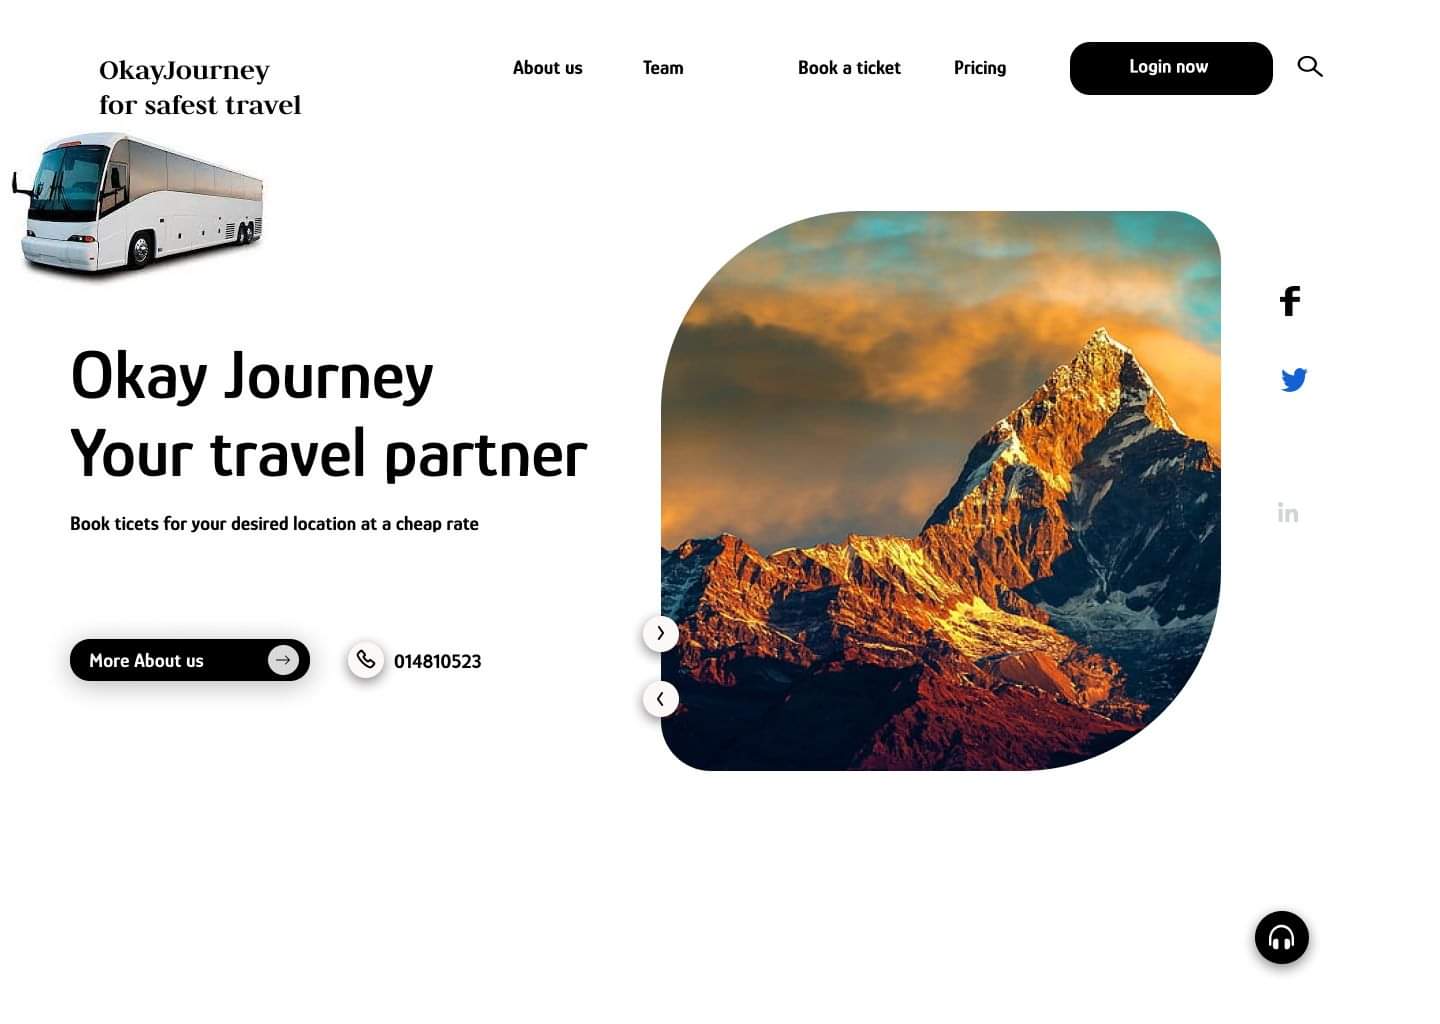 OkayJourney
for safest travel
About us
Team
Book a ticket
Pricing
Login now
Okay Journey
Your travel partner
Book ticets for your desired location at a cheap rate
More About us
014810523
f
in